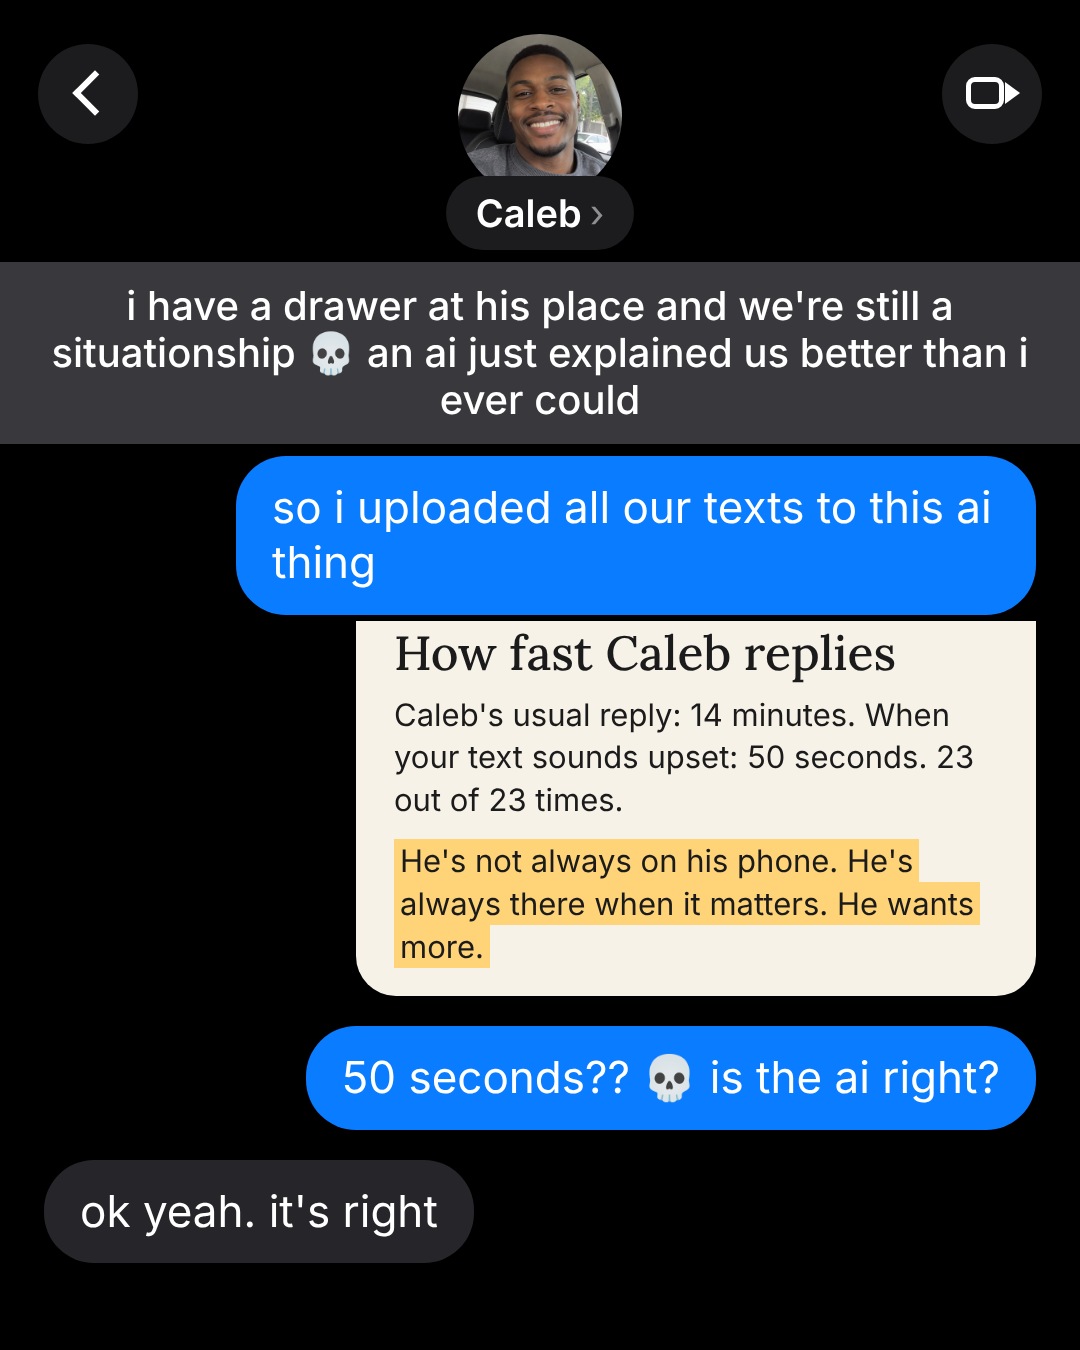 Caleb ›
i have a drawer at his place and we're still a
situationship 💀 an ai just explained us better than i
ever could
so i uploaded all our texts to this ai
thing
How fast Caleb replies
Caleb's usual reply: 14 minutes. When
your text sounds upset: 50 seconds. 23
out of 23 times.
He's not always on his phone. He's
always there when it matters. He wants
more.
50 seconds?? 💀 is the ai right?
ok yeah. it's right